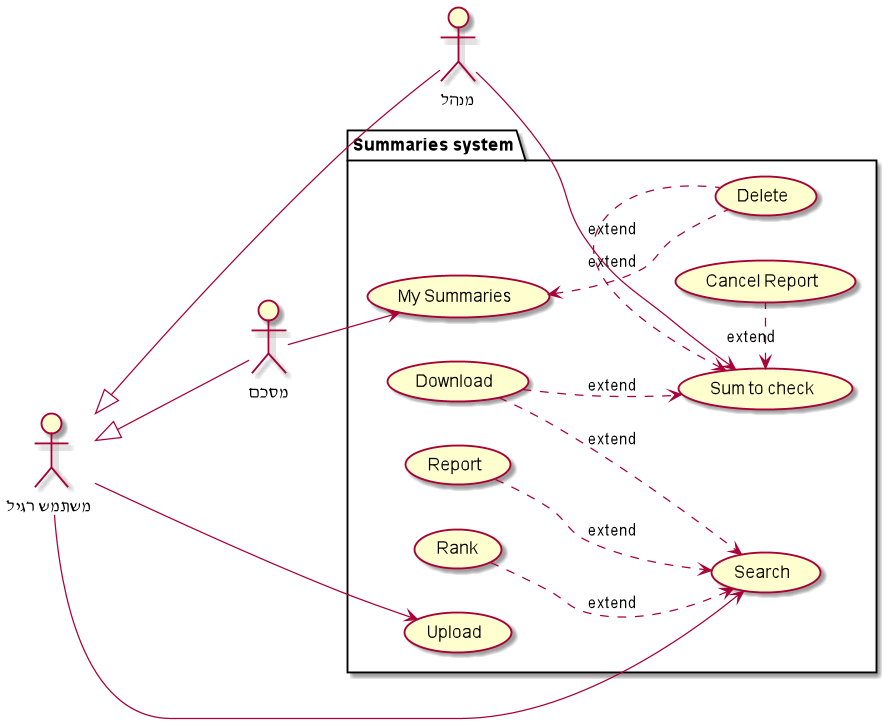 מנהל
Summaries system
Delete
extend
extend
Cancel Report
My Summaries
extend
מסכם
Download
extend
Sum to check
extend
Report
משתמש רגיל
extend
Rank
Search
extend
Upload